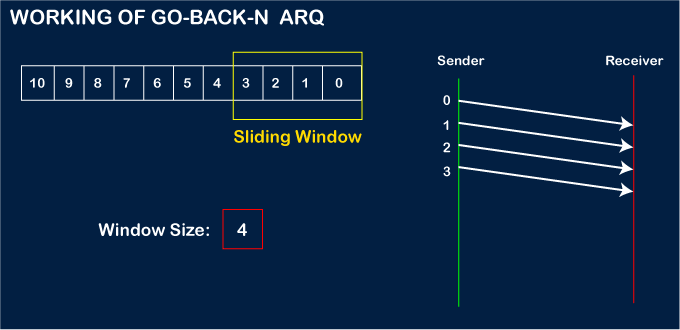 WORKING OF GO-BACK-N ARQ
10 9 8 7 6 5 4 3 2 1 0
Sliding Window
Window Size: 4
Sender Receiver
0
1
2
3